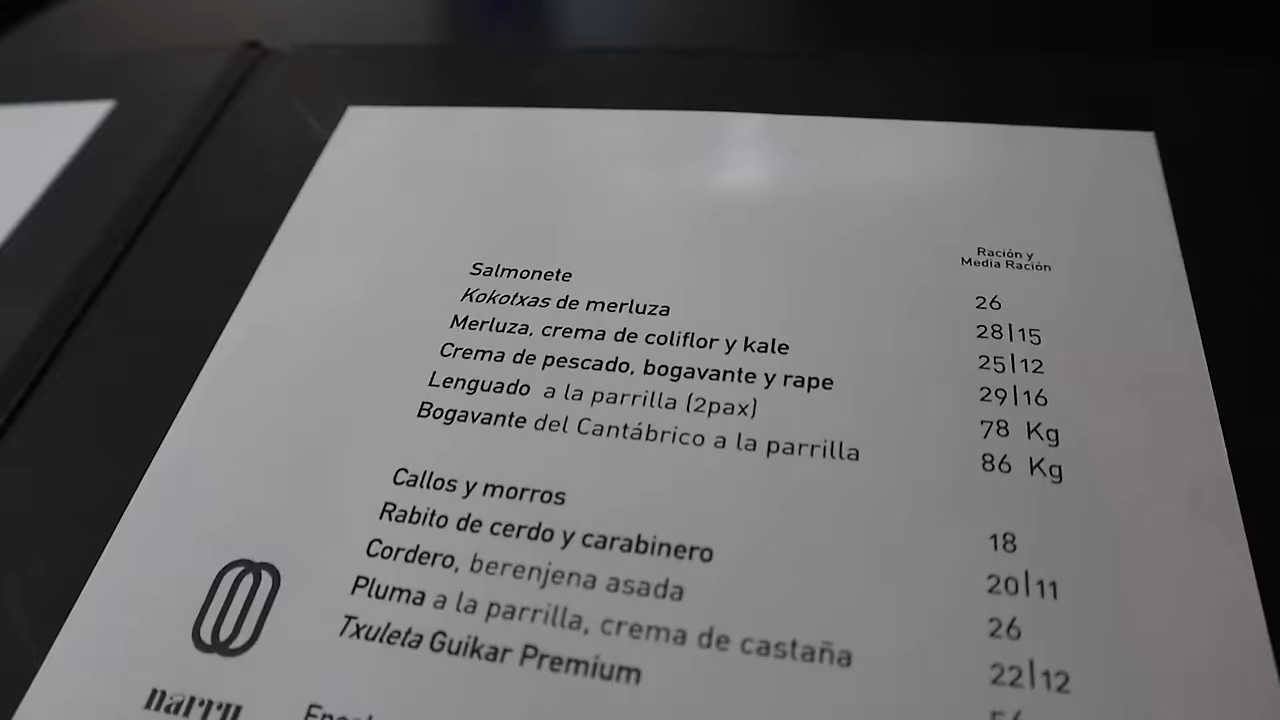 Ración y
Media Ración
Salmonete 26
Kokotxas de merluza 28|15
Merluza, crema de coliflor y kale 25|12
Crema de pescado, bogavante y rape 29|16
Lenguado a la parrilla (2pax) 78 Kg
Bogavante del Cantábrico a la parrilla 86 Kg
Callos y morros 18
Rabito de cerdo y carabinero 20|11
Cordero, berenjena asada 26
Pluma a la parrilla, crema de castaña 22|12
Txuleta Guikar Premium
narru